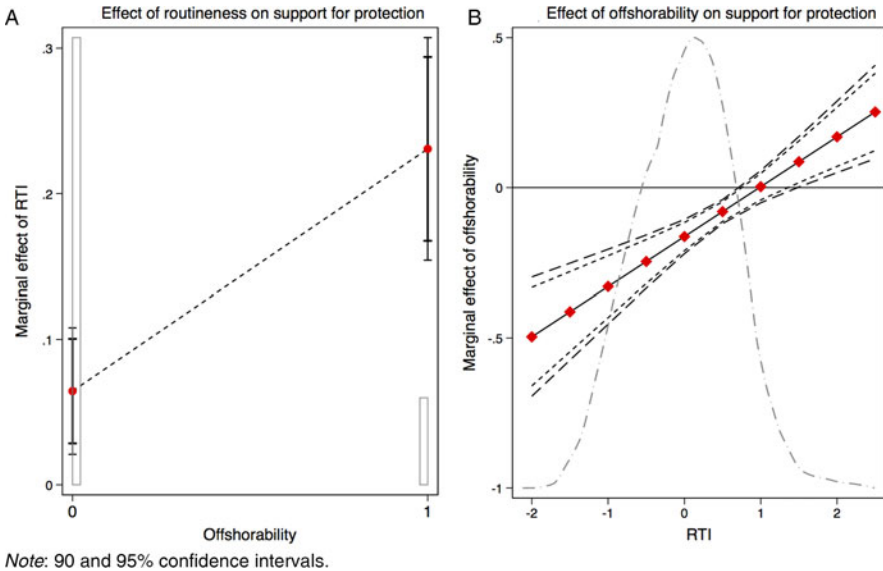 A
Effect of routineness on support for protection
Marginal effect of RTI
.3
.2
.1
0
0
1
Offshorability
B
Effect of offshorability on support for protection
Marginal effect of offshorability
.5
0
-.5
-1
-2
-1
0
1
2
RTI
Note: 90 and 95% confidence intervals.